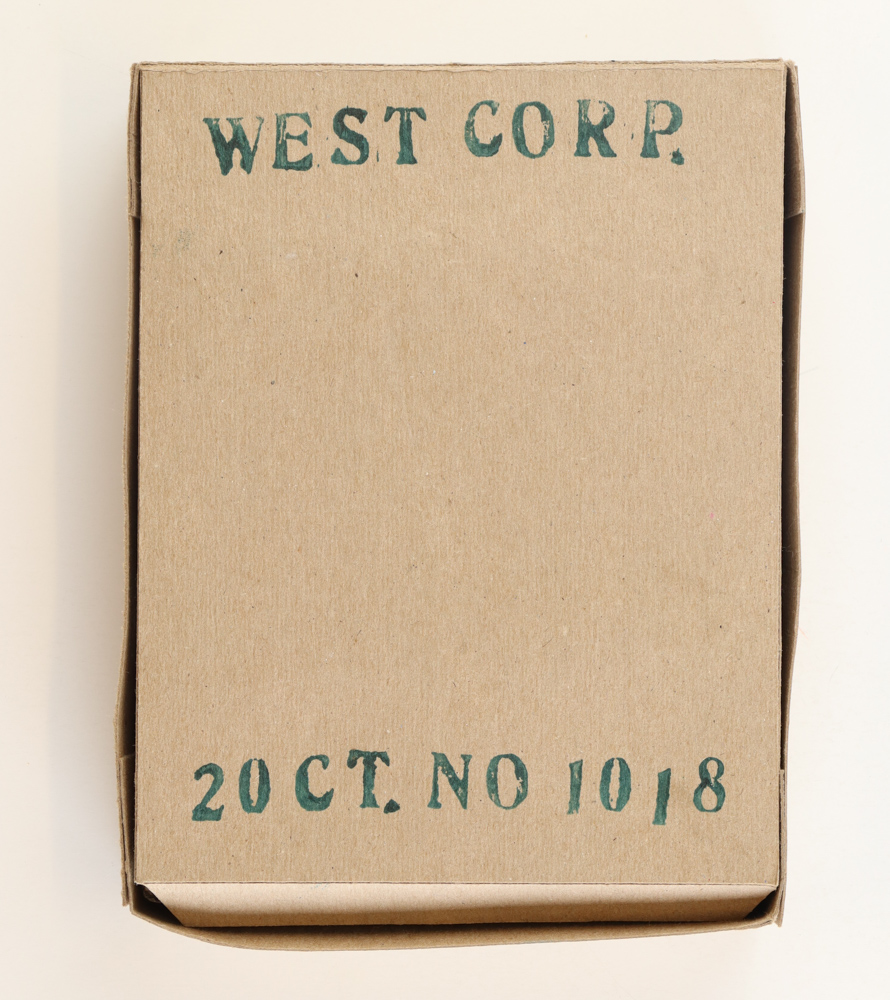 WEST CORP.
20 CT. NO 1018